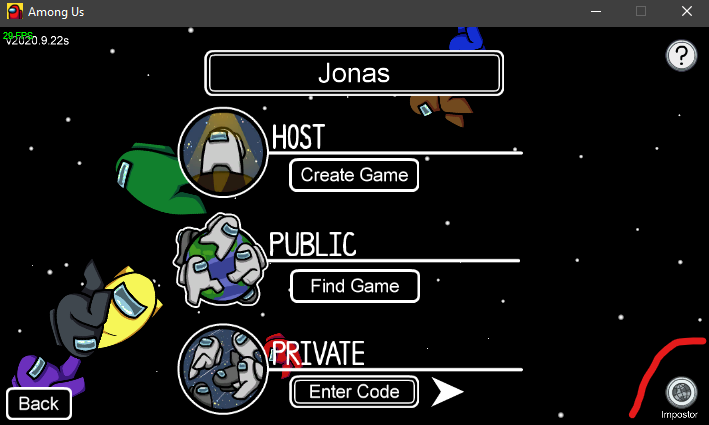 Among Us
29 FPS
v2020.9.22s
Jonas
?
HOST
Create Game
PUBLIC
Find Game
PRIVATE
Enter Code
Back
Impostor